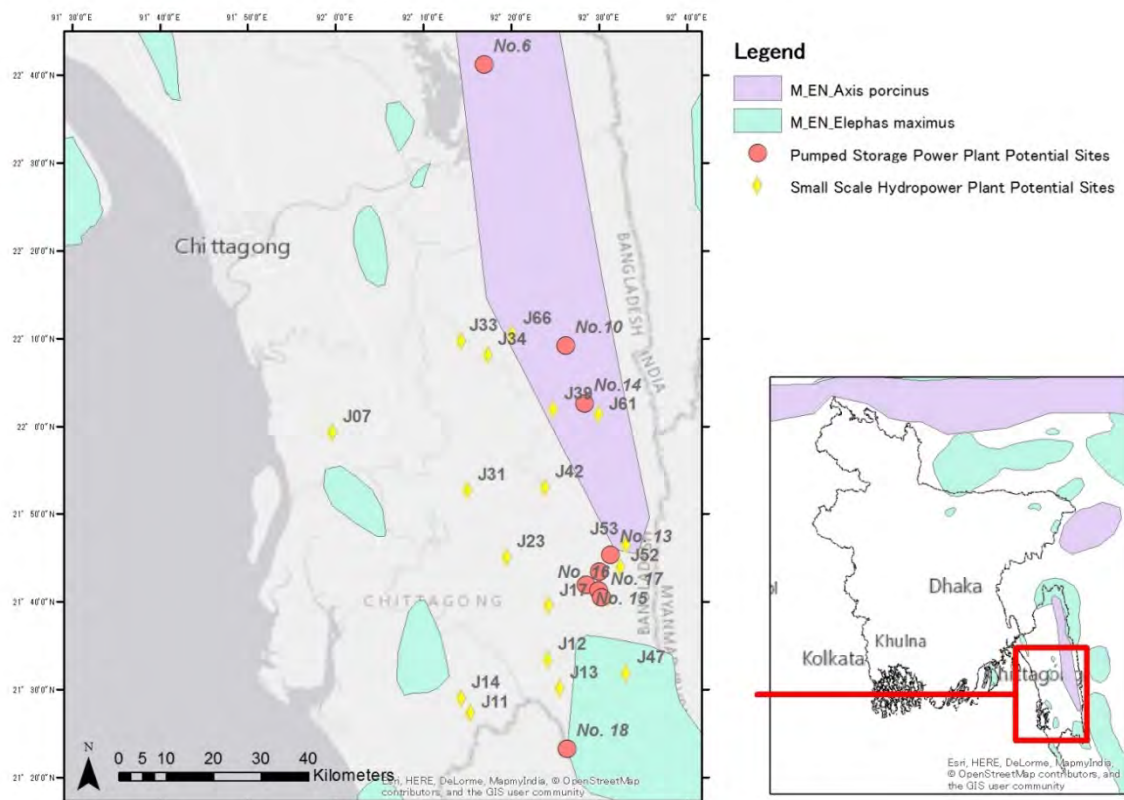 91° 30'0"E 91° 40'0"E 91° 50'0"E 92° 0'0"E 92° 10'0"E 92° 20'0"E 92° 30'0"E 92° 40'0"E
22° 40'0"N
22° 30'0"N
22° 20'0"N
22° 10'0"N
22° 0'0"N
21° 50'0"N
21° 40'0"N
21° 30'0"N
21° 20'0"N
No.6
Chittagong
BANGLADESH
INDIA
J66
No.10
J33
J34
No.14
J39
J61
J07
J31
J42
J53
No. 13
J23
J52
No. 16
No. 17
J17
No. 15
CHITTAGONG
BANGLADESH
MYANMAR
J12
J13
J47
J14
J11
No. 18
N
0 5 10 20 30 40
Kilometers
Esri, HERE, DeLorme, MapmyIndia, © OpenStreetMap
contributors, and the GIS user community
Legend
M_EN_Axis porcinus
M_EN_Elephas maximus
Pumped Storage Power Plant Potential Sites
Small Scale Hydropower Plant Potential Sites
Dhaka
Khulna
Kolkata
Chittagong
Esri, HERE, DeLorme, MapmyIndia,
© OpenStreetMap contributors, and
the GIS user community